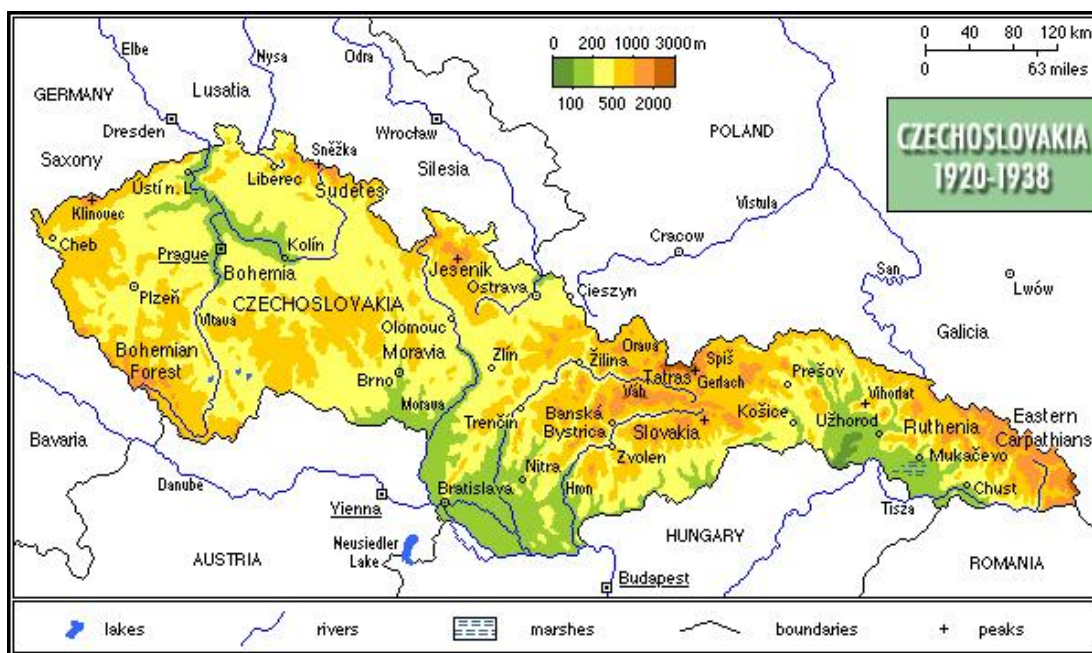 Elbe
Nysa
Odra
0 200 1000 3000 m
100 500 2000
0 40 80 120 km
0 63 miles
GERMANY
Lusatia
Dresden
Wrocław
POLAND
CZECHOSLOVAKIA
1920-1938
Saxony
Sněžka
Silesia
Ústí n. L.
Liberec
Sudetes
Klinovec
Vistula
Cheb
Prague
Kolín
Cracow
Bohemia
Jesenik
San
Lwów
Plzeň
CZECHOSLOVAKIA
Ostrava
Cieszyn
Vltava
Olomouc
Galicia
Bohemian
Forest
Moravia
Zlín
Žilina
Orava
Spiš
Tatras
Gerlach
Prešov
Brno
Váh
Vihorlat
Morava
Trenčín
Banská
Bystrica
Slovakia
Košice
Užhorod
Ruthenia
Eastern
Carpathians
Bavaria
Zvolen
Mukačevo
Nitra
Hron
Chust
Danube
Bratislava
Vienna
Tisza
Neusiedler
Lake
HUNGARY
AUSTRIA
Budapest
ROMANIA
lakes
rivers
marshes
boundaries
peaks